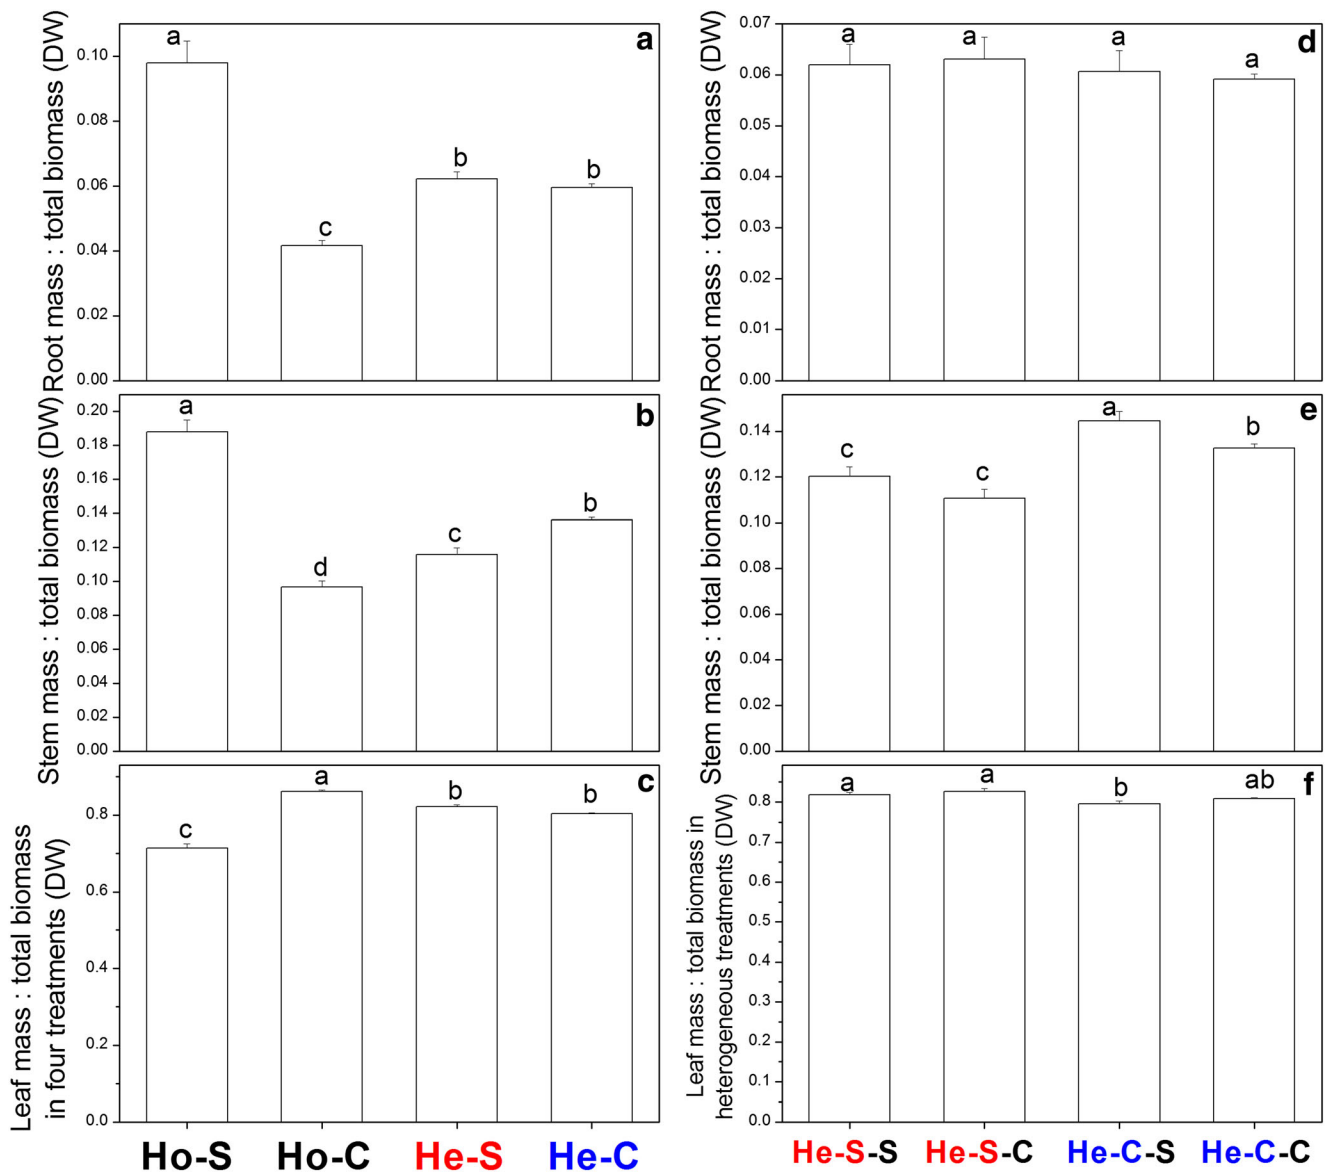 Root mass : total biomass (DW)
0.10
0.08
0.06
0.04
0.02
0.00
a
a
c
b
b
Root mass : total biomass (DW)
0.07
0.06
0.05
0.04
0.03
0.02
0.01
0.00
d
a
a
a
a
Stem mass : total biomass (DW)
0.20
0.18
0.16
0.14
0.12
0.10
0.08
0.06
0.04
0.02
0.00
b
a
d
c
b
Stem mass : total biomass (DW)
0.14
0.12
0.10
0.08
0.06
0.04
0.02
0.00
e
c
c
a
b
Leaf mass : total biomass
in four treatments (DW)
0.8
0.6
0.4
0.2
0.0
c
c
a
b
b
Ho-S Ho-C He-S He-C
Leaf mass : total biomass in
heterogeneous treatments (DW)
0.8
0.7
0.6
0.5
0.4
0.3
0.2
0.1
0.0
f
a
a
b
ab
He-S-S He-S-C He-C-S He-C-C